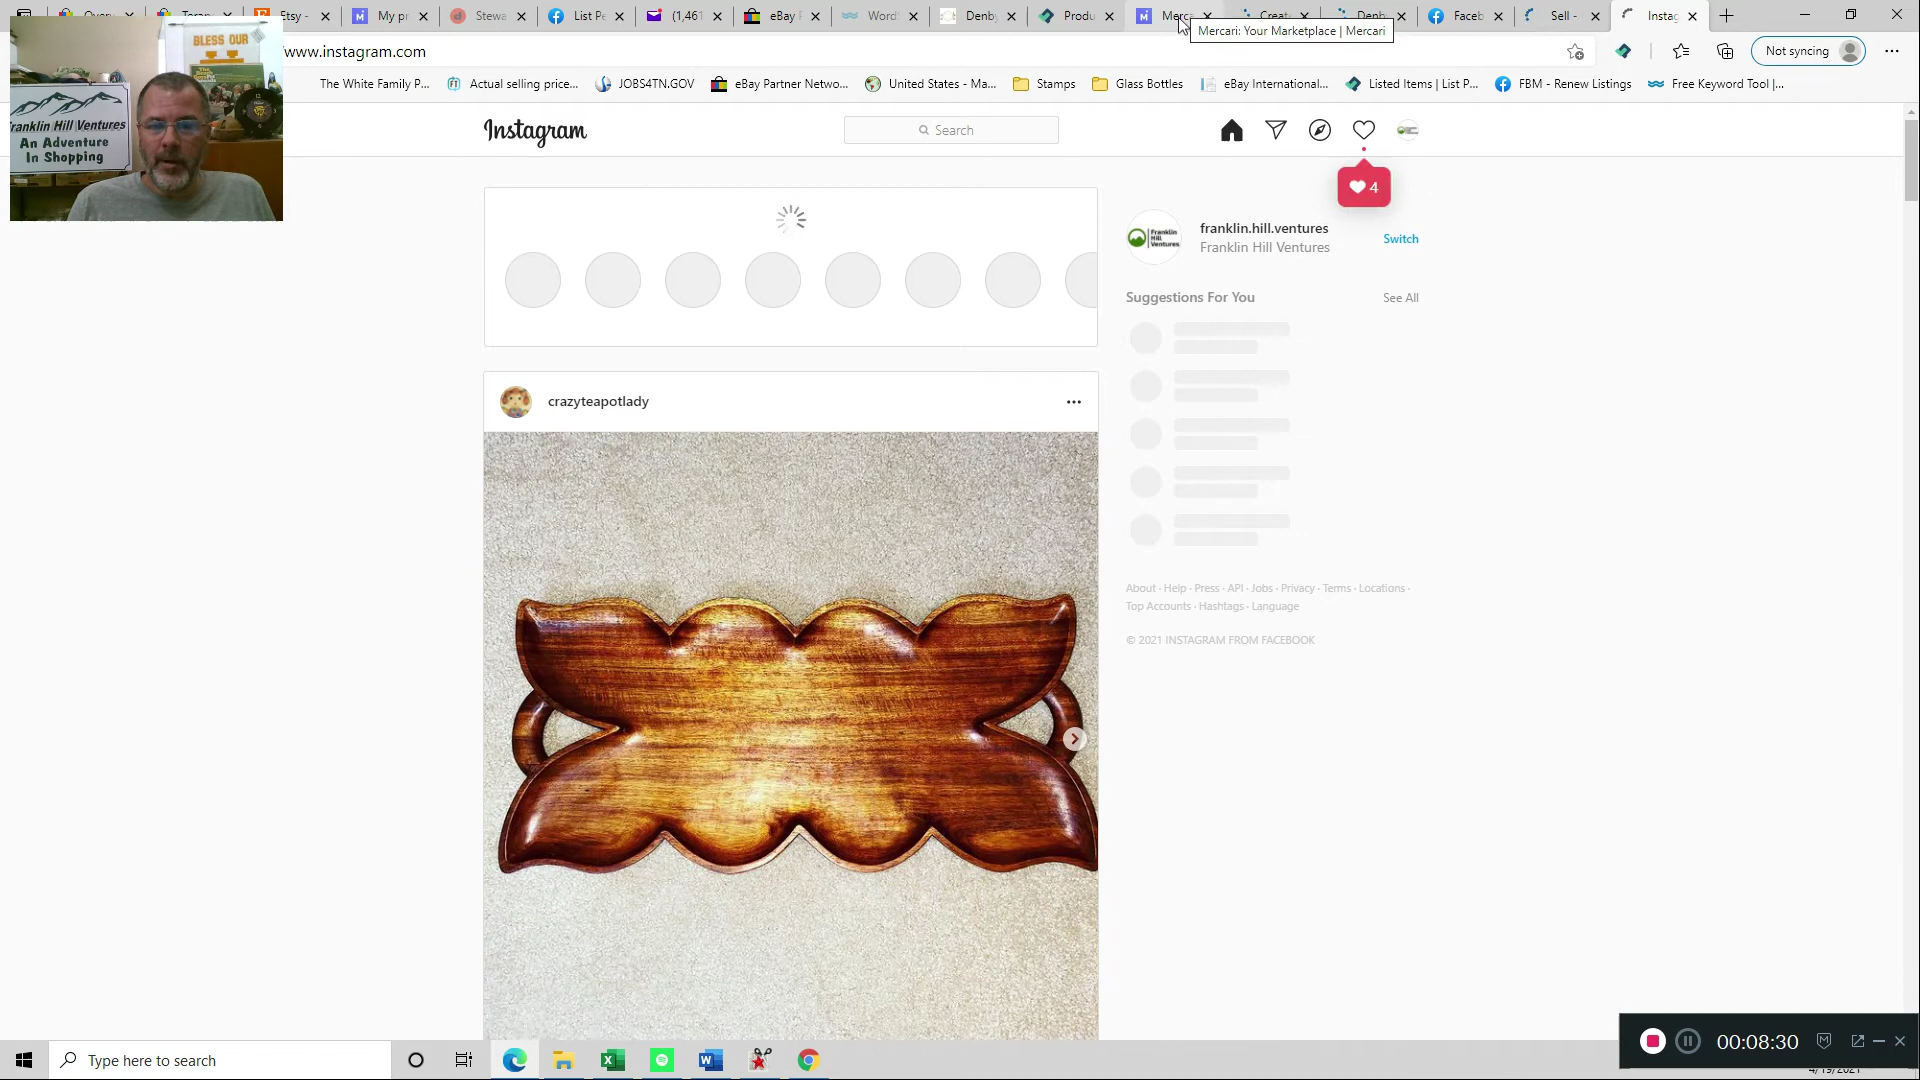 Etsy -
My pr
Stewa
List Pe
(1,461
eBay F
Word
Denby
Produ
Merca
Creat
Denb
Faceb
Sell -
Instag
Mercari: Your Marketplace | Mercari
www.instagram.com
Not syncing
The White Family P...
Actual selling price...
JOBS4TN.GOV
eBay Partner Netwo...
United States - Ma...
Stamps
Glass Bottles
eBay International...
Listed Items | List P...
FBM - Renew Listings
Free Keyword Tool |...
BLESS OUR
Franklin Hill Ventures
An Adventure
In Shopping
Instagram
Search
4
franklin.hill.ventures
Franklin Hill Ventures
Switch
Suggestions For You
See All
crazyteapotlady
About · Help · Press · API · Jobs · Privacy · Terms · Locations ·
Top Accounts · Hashtags · Language
© 2021 INSTAGRAM FROM FACEBOOK
Type here to search
00:08:30
4/19/2021